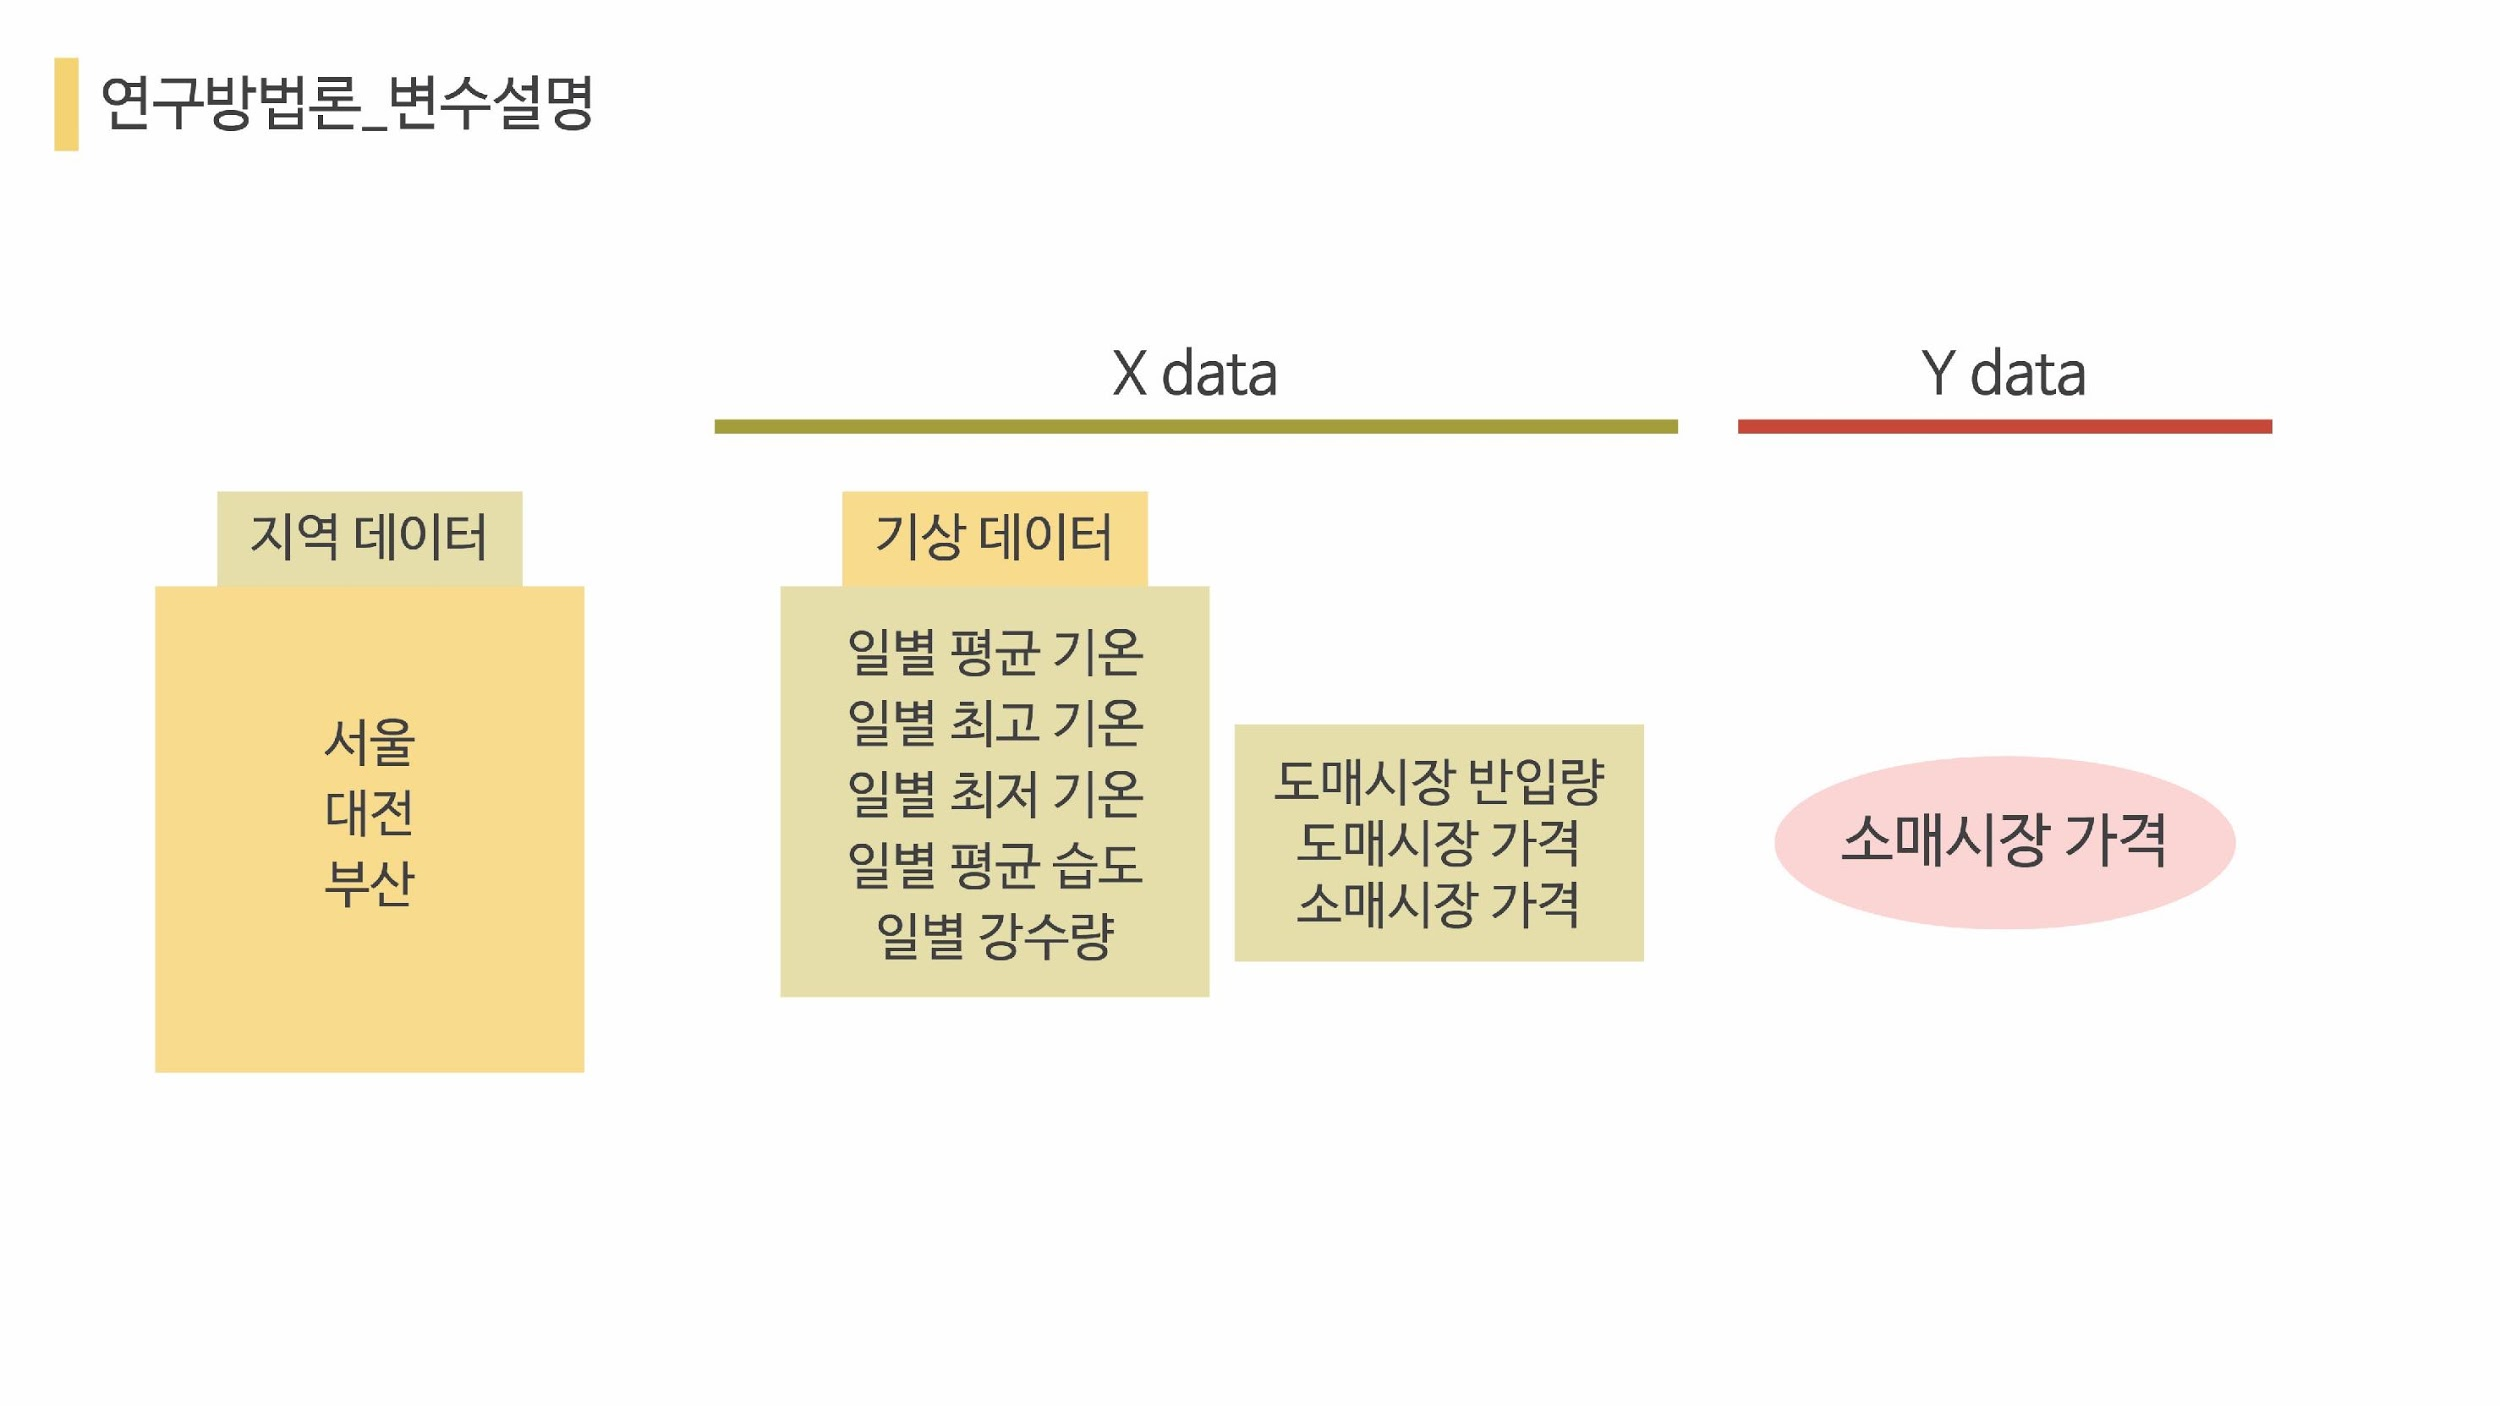 연구방법론_변수설명
X data
Y data
지역 데이터
서울
대전
부산
기상 데이터
일별 평균 기온
일별 최고 기온
일별 최저 기온
일별 평균 습도
일별 강수량
도매시장 반입량
도매시장 가격
소매시장 가격
소매시장 가격